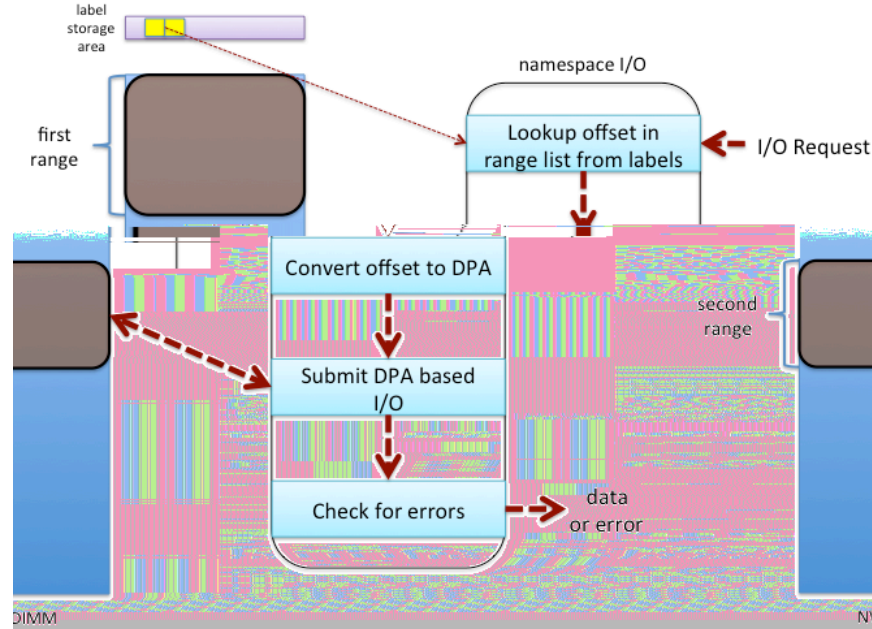 label
storage
area
namespace I/O
first
range
Lookup offset in
range list from labels
I/O Request
Convert offset to DPA
second
range
Submit DPA based
I/O
Check for errors
data
or error
DIMM
NV